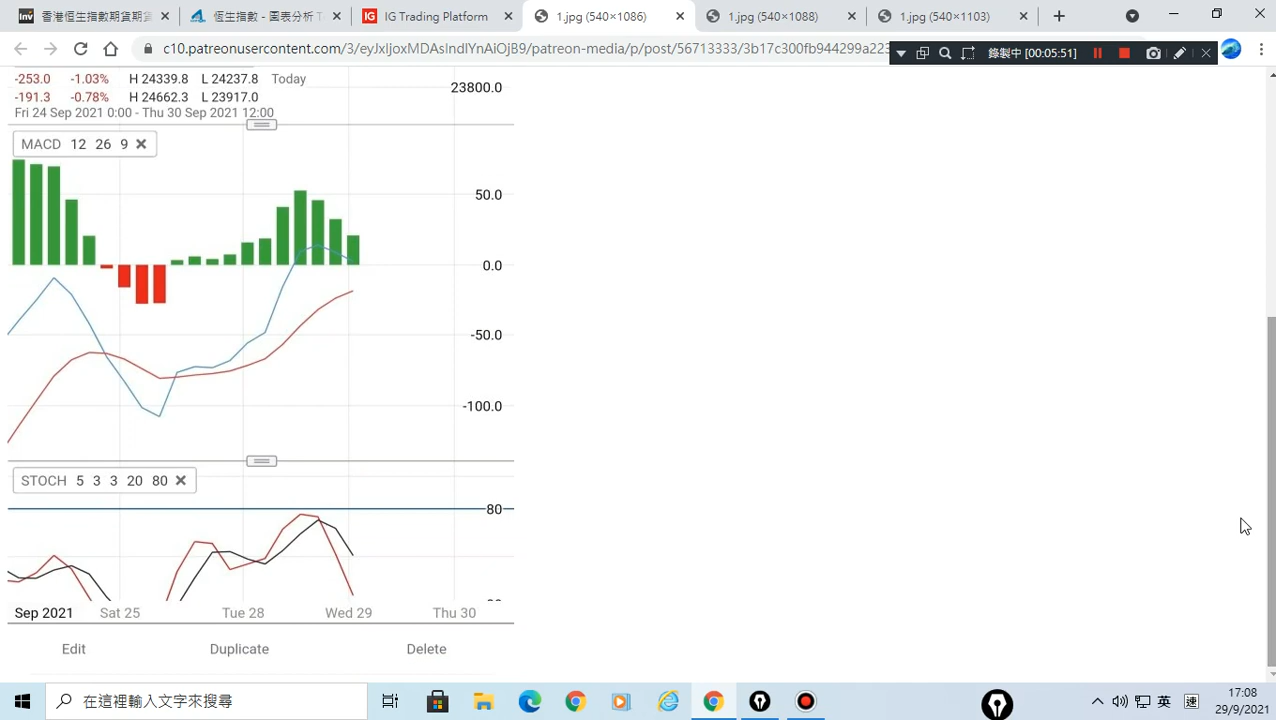 香港恒生指數期貨期貨
恆生指數 - 圖表分析 T
IG Trading Platform
1.jpg (540×1086)
1.jpg (540×1088)
1.jpg (540×1103)
c10.patreonusercontent.com/3/eyJxIjoxMDAsIndlYnAiOjB9/patreon-media/p/post/56713333/3b17c300fb944299a22
錄製中 [00:05:51]
-253.0 -1.03% H 24339.8 L 24237.8 Today
-191.3 -0.78% H 24662.3 L 23917.0
23800.0
Fri 24 Sep 2021 0:00 - Thu 30 Sep 2021 12:00
MACD 12 26 9
50.0
0.0
-50.0
-100.0
STOCH 5 3 3 20 80
80
Sep 2021 Sat 25 Tue 28 Wed 29 Thu 30
Edit Duplicate Delete
在這裡輸入文字來搜尋
英
17:08
29/9/2021